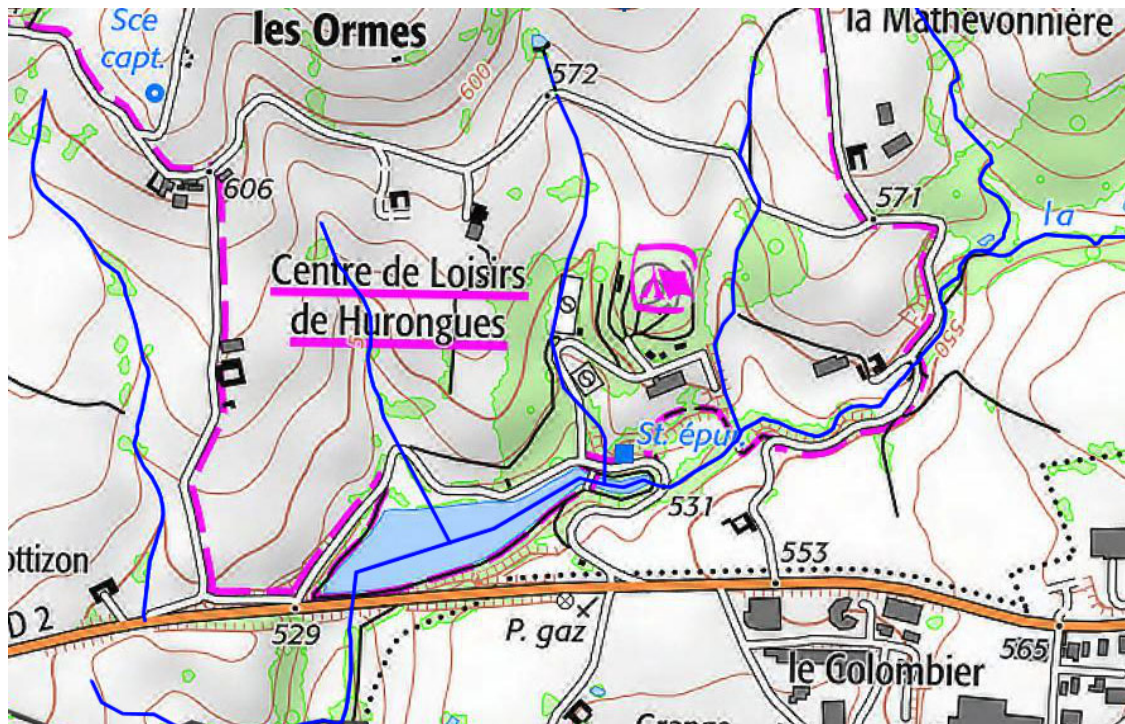 Sce
capt.
les Ormes
la Mathevonnière
572
600
606
571
la
Centre de Loisirs
de Hurongues
550
St. épur.
531
ottizon
553
D 2
529
P. gaz
565
le Colombier
Grange